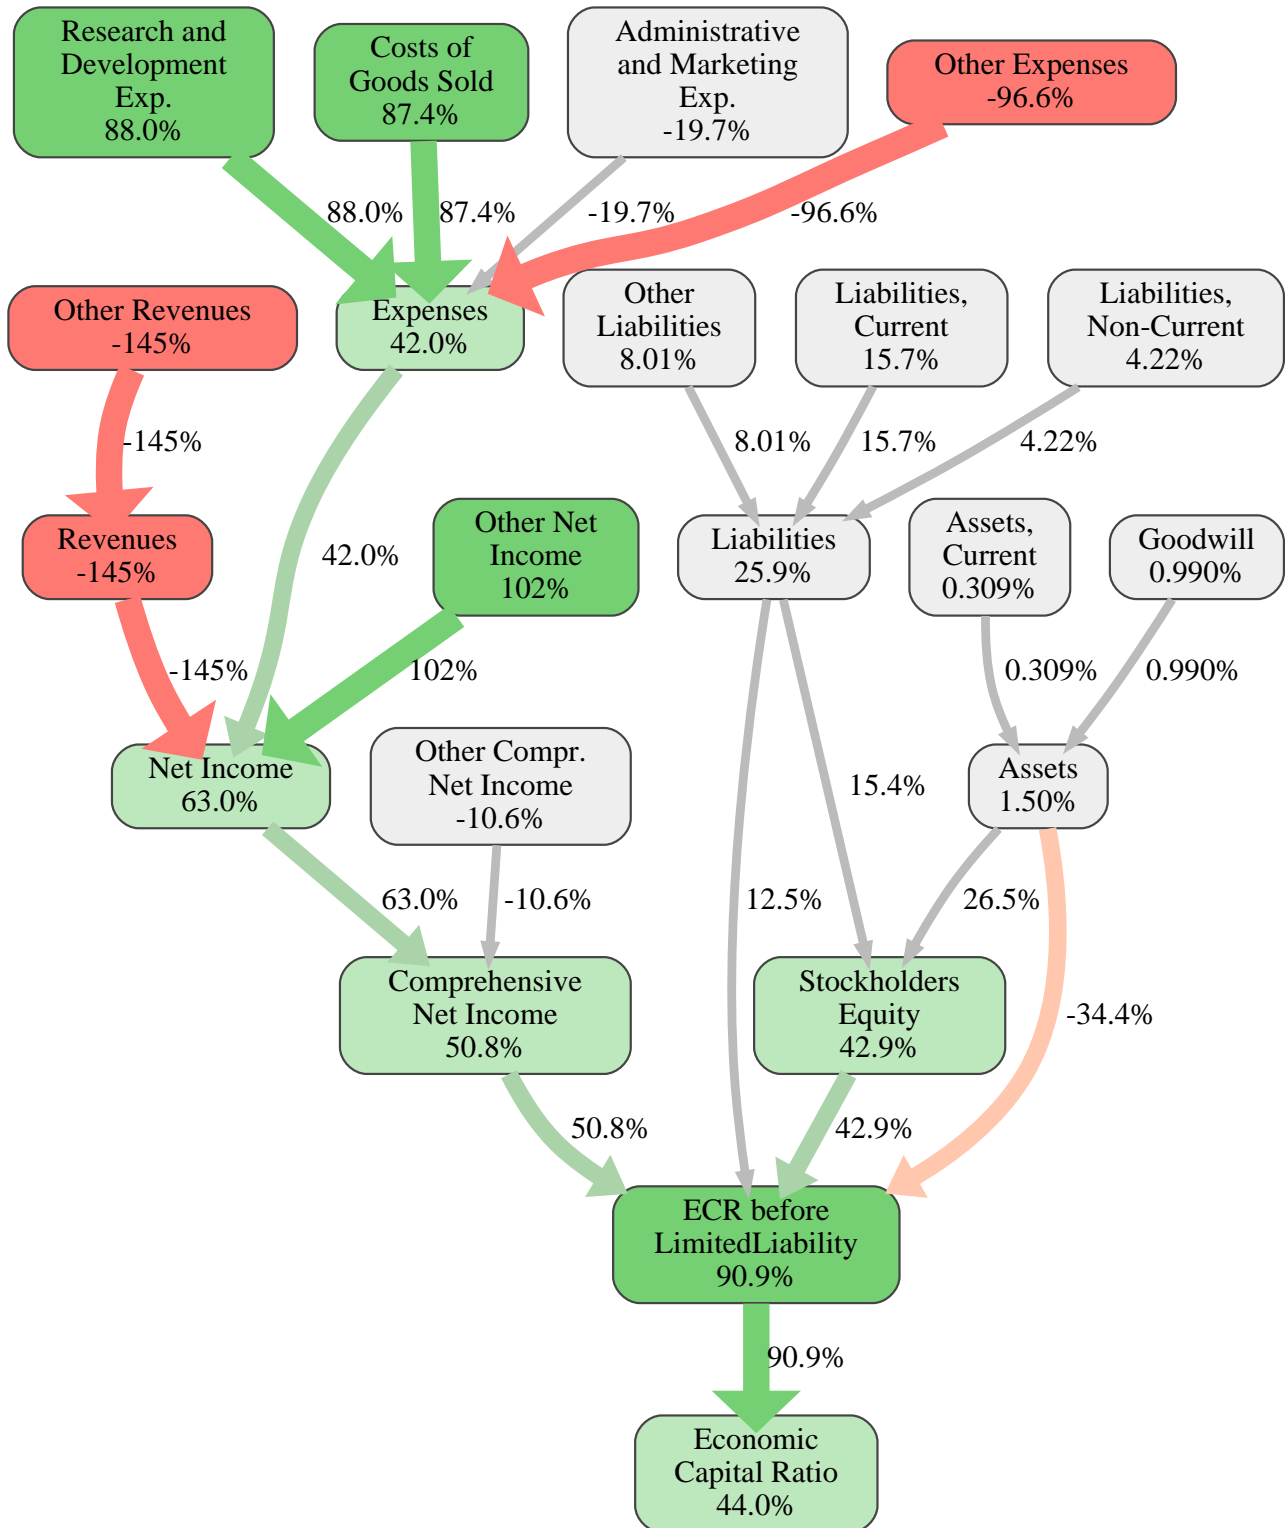 Research and
Development
Exp.
88.0%
Costs of
Goods Sold
87.4%
Administrative
and Marketing
Exp.
-19.7%
Other Expenses
-96.6%
88.0%
87.4%
-19.7%
-96.6%
Other Revenues
-145%
Expenses
42.0%
Other
Liabilities
8.01%
Liabilities,
Current
15.7%
Liabilities,
Non-Current
4.22%
-145%
8.01%
15.7%
4.22%
Revenues
-145%
42.0%
Other Net
Income
102%
Liabilities
25.9%
Assets,
Current
0.309%
Goodwill
0.990%
-145%
102%
0.309%
0.990%
Net Income
63.0%
Other Compr.
Net Income
-10.6%
15.4%
Assets
1.50%
63.0%
-10.6%
12.5%
26.5%
Comprehensive
Net Income
50.8%
Stockholders
Equity
42.9%
-34.4%
50.8%
42.9%
ECR before
LimitedLiability
90.9%
90.9%
Economic
Capital Ratio
44.0%